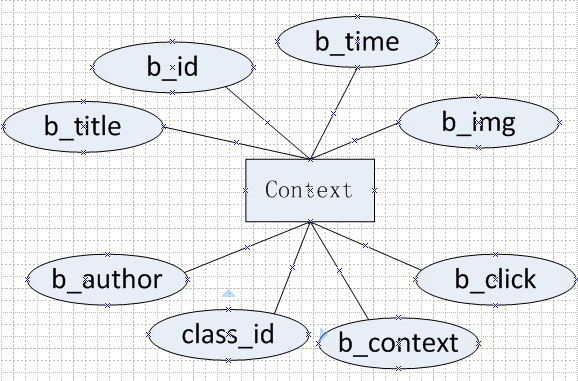 b_time
b_id
b_img
b_title
Context
b_author
b_click
class_id
b_context